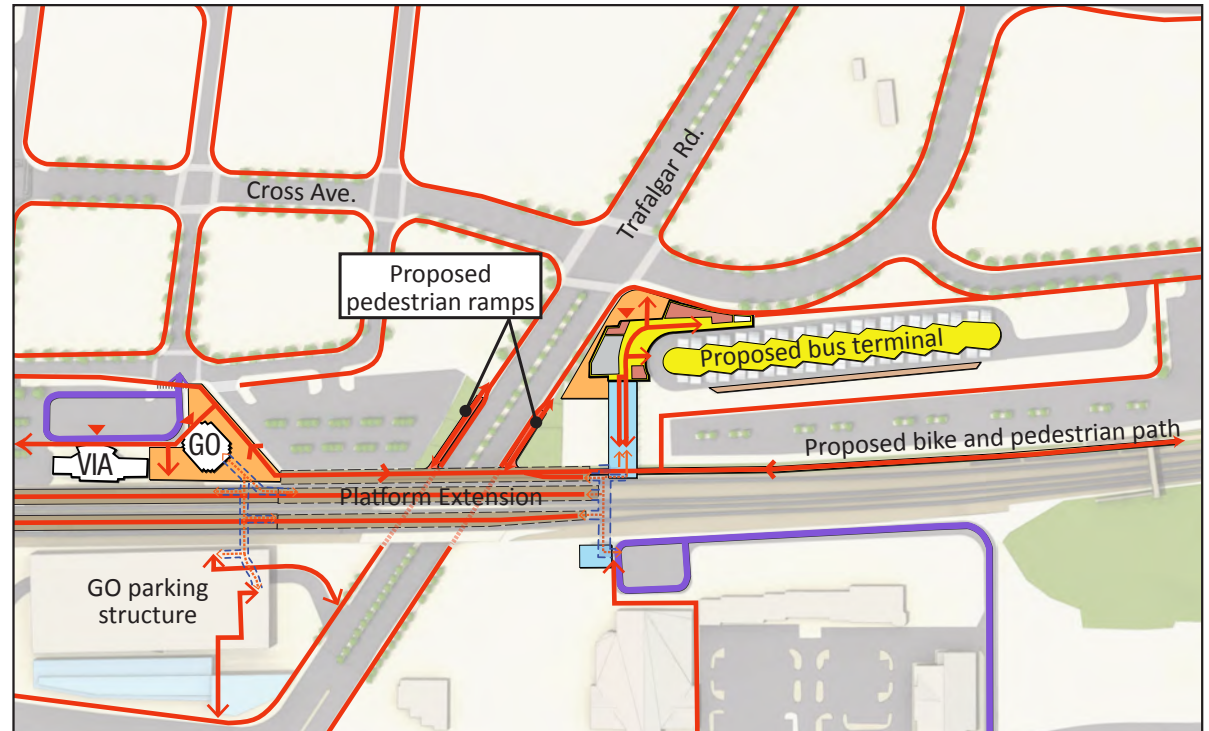 Cross Ave.
Trafalgar Rd.
Proposed
pedestrian ramps
Proposed bus terminal
GO
VIA
Proposed bike and pedestrian path
Platform Extension
GO parking
structure